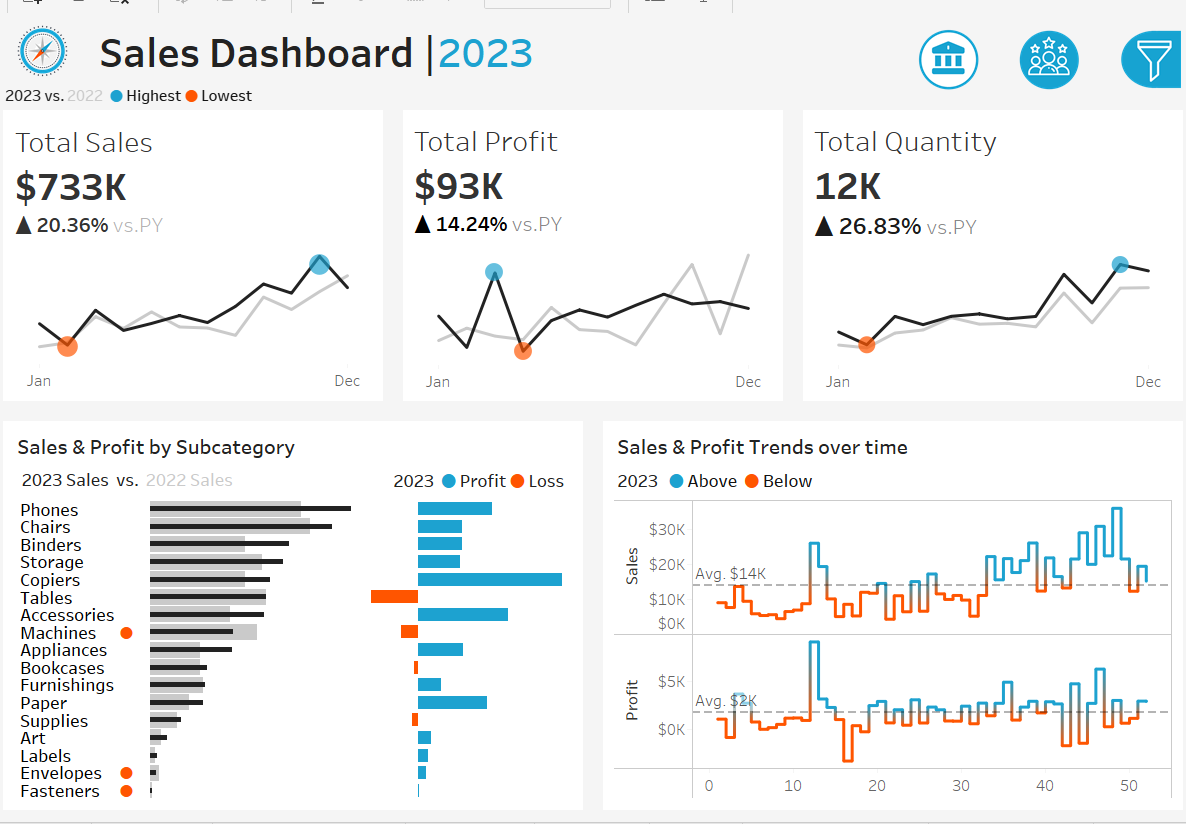 Sales Dashboard |2023
2023 vs. 2022 Highest Lowest
Total Sales
$733K
▲ 20.36% vs.PY
Jan Dec
Total Profit
$93K
▲ 14.24% vs.PY
Jan Dec
Total Quantity
12K
▲ 26.83% vs.PY
Jan Dec
Sales & Profit by Subcategory
2023 Sales vs. 2022 Sales
2023 Profit Loss
Phones
Chairs
Binders
Storage
Copiers
Tables
Accessories
Machines
Appliances
Bookcases
Furnishings
Paper
Supplies
Art
Labels
Envelopes
Fasteners
Sales & Profit Trends over time
2023 Above Below
Sales
$30K
$20K
$10K
$0K
Avg. $14K
Profit
$5K
$0K
Avg. $2K
0 10 20 30 40 50